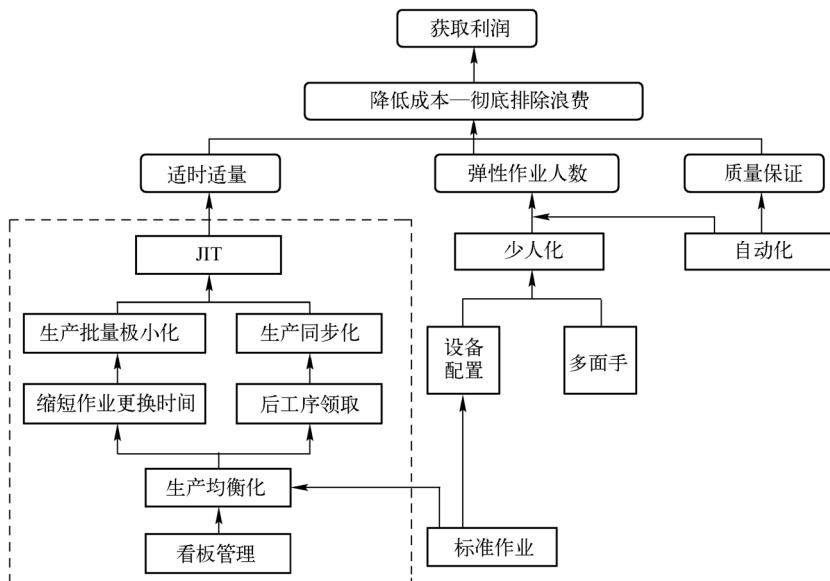 获取利润
降低成本—彻底排除浪费
适时适量
弹性作业人数
质量保证
JIT
少人化
自动化
生产批量极小化
生产同步化
设备
配置
多面手
缩短作业更换时间
后工序领取
生产均衡化
看板管理
标准作业